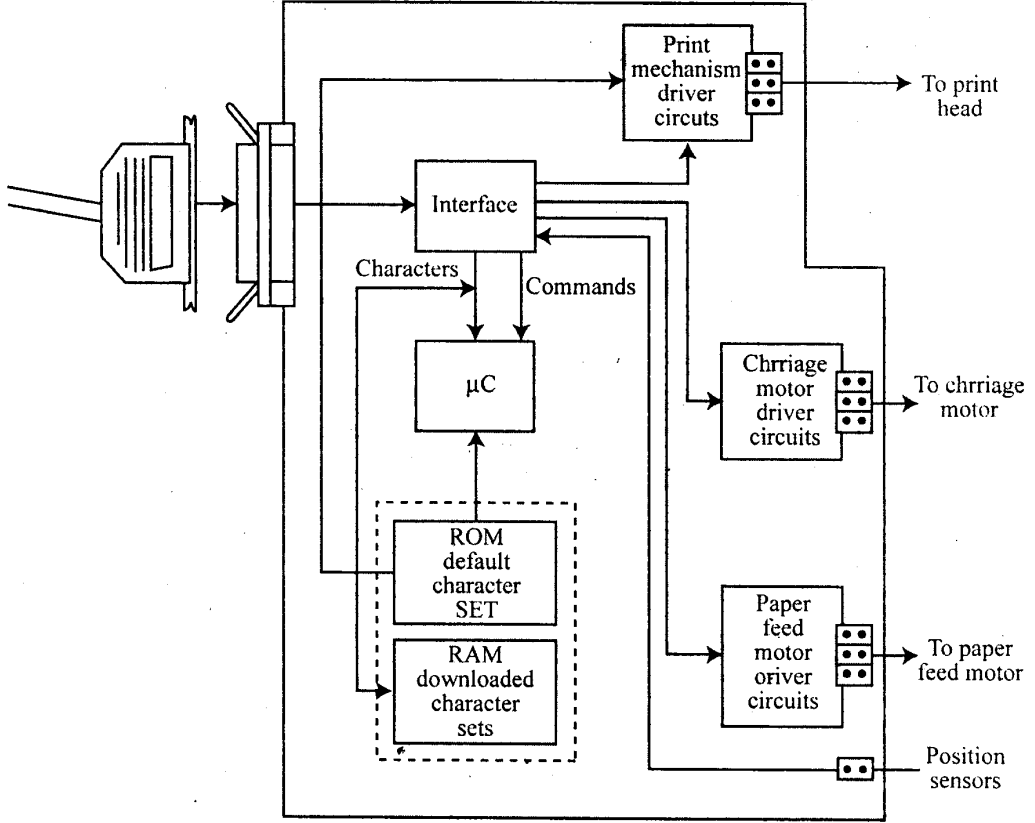 Print
mechanism
driver
circuts
To print
head
Interface
Characters
Commands
µC
Chrriage
motor
driver
circuits
To chrriage
motor
ROM
default
character
SET
RAM
downloaded
character
sets
Paper
feed
motor
oriver
circuits
To paper
feed motor
Position
sensors